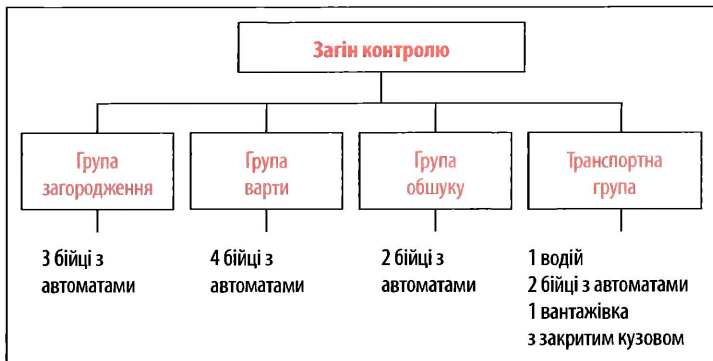 Загін контролю
Група
загородження
Група
варти
Група
обшуку
Транспортна
група
3 бійці з
автоматами
4 бійці з
автоматами
2 бійці з
автоматами
1 водій
2 бійці з автоматами
1 вантажівка
з закритим кузовом